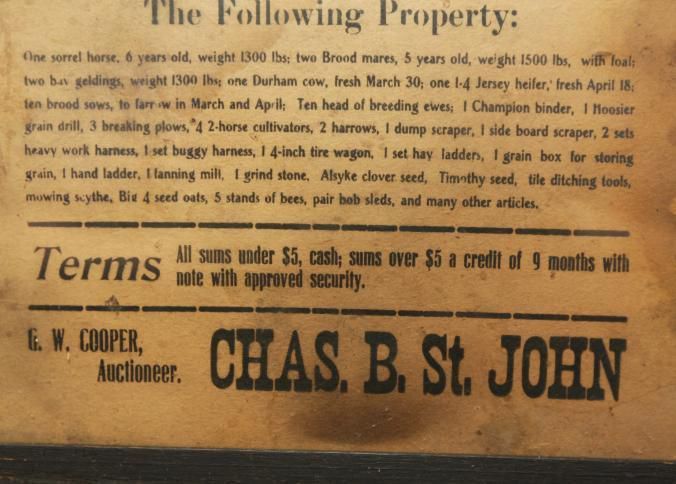 The Following Property:
One sorrel horse, 6 years old, weight 1300 lbs; two Brood mares, 5 years old, weight 1500 lbs, with foal;
two bay geldings, weight 1300 lbs; one Durham cow, fresh March 30; one 1-4 Jersey heifer, fresh April 18;
ten brood sows, to farrow in March and April; Ten head of breeding ewes; 1 Champion binder, 1 Hoosier
grain drill, 3 breaking plows, 4 2-horse cultivators, 2 harrows, 1 dump scraper, 1 side board scraper, 2 sets
heavy work harness, 1 set buggy harness, 1 4-inch tire wagon, 1 set hay ladders, 1 grain box for storing
grain, 1 hand ladder, 1 fanning mill, 1 grind stone, Alsyke clover seed, Timothy seed, tile ditching tools,
mowing scythe, Big 4 seed oats, 5 stands of bees, pair bob sleds, and many other articles.
Terms All sums under $5, cash; sums over $5 a credit of 9 months with
note with approved security.
G. W. COOPER,
Auctioneer.
CHAS. B. St. JOHN